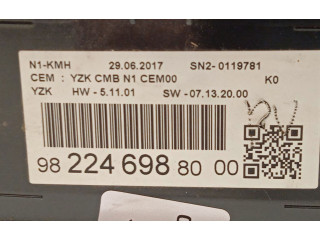 N1-KMH 29.06.2017 SN2- 0119781
CEM : YZK CMB N1 CEM00 K0
YZK HW - 5.11.01 SW - 07.13.20.00
98 224 698 80 00